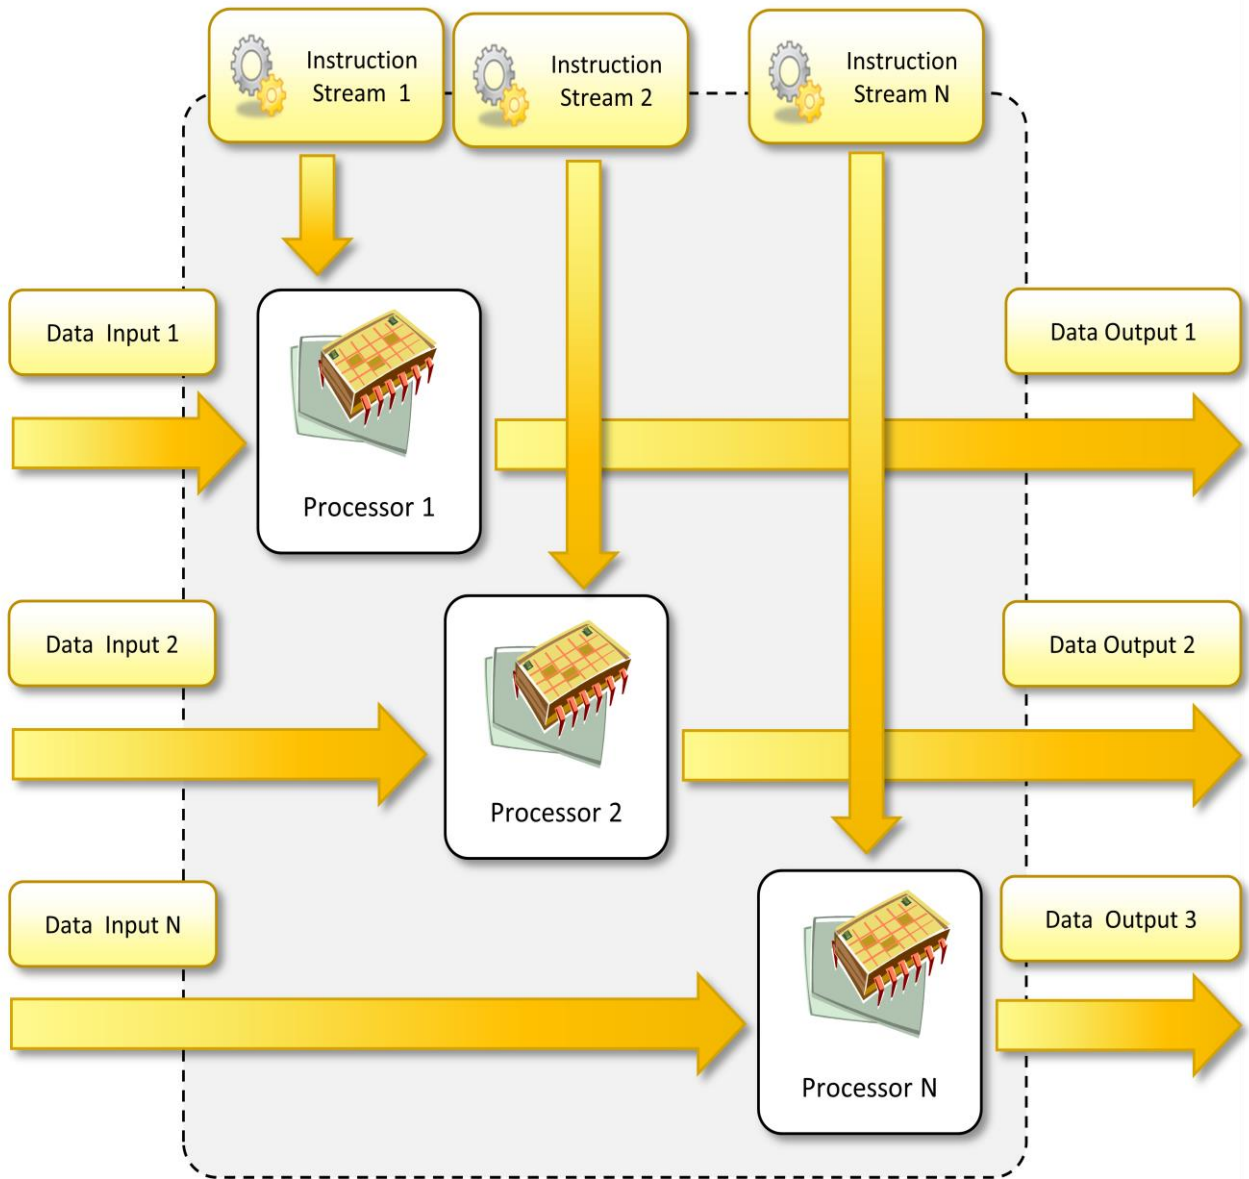 Instruction
Stream 1
Instruction
Stream 2
Instruction
Stream N
Data Input 1
Data Output 1
Processor 1
Data Input 2
Data Output 2
Processor 2
Data Input N
Data Output 3
Processor N